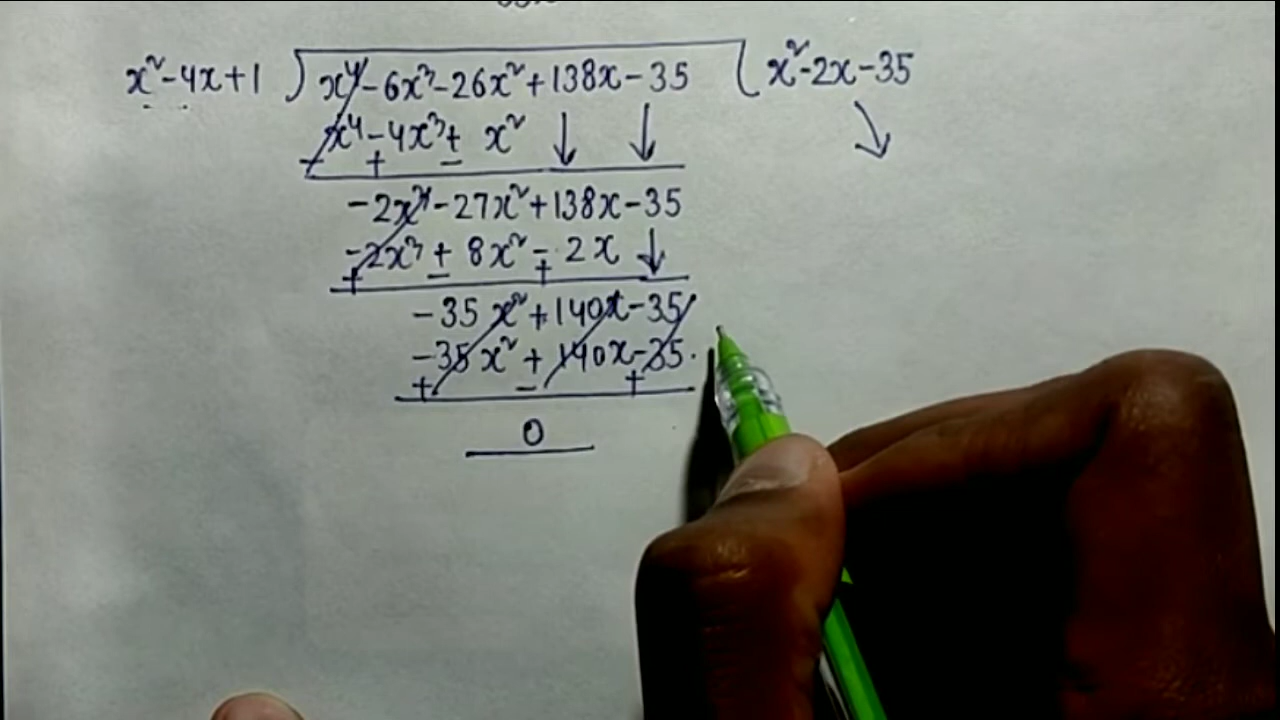 x²-4x+1 ) x⁴-6x³-26x²+138x-35 ( x²-2x-35
x⁴-4x³+ x² ↓ ↓
- + -
-2x³-27x²+138x-35
-2x³+ 8x²- 2x ↓
+ - +
-35x²+140x-35
-35x²+140x-35.
+ - +
0